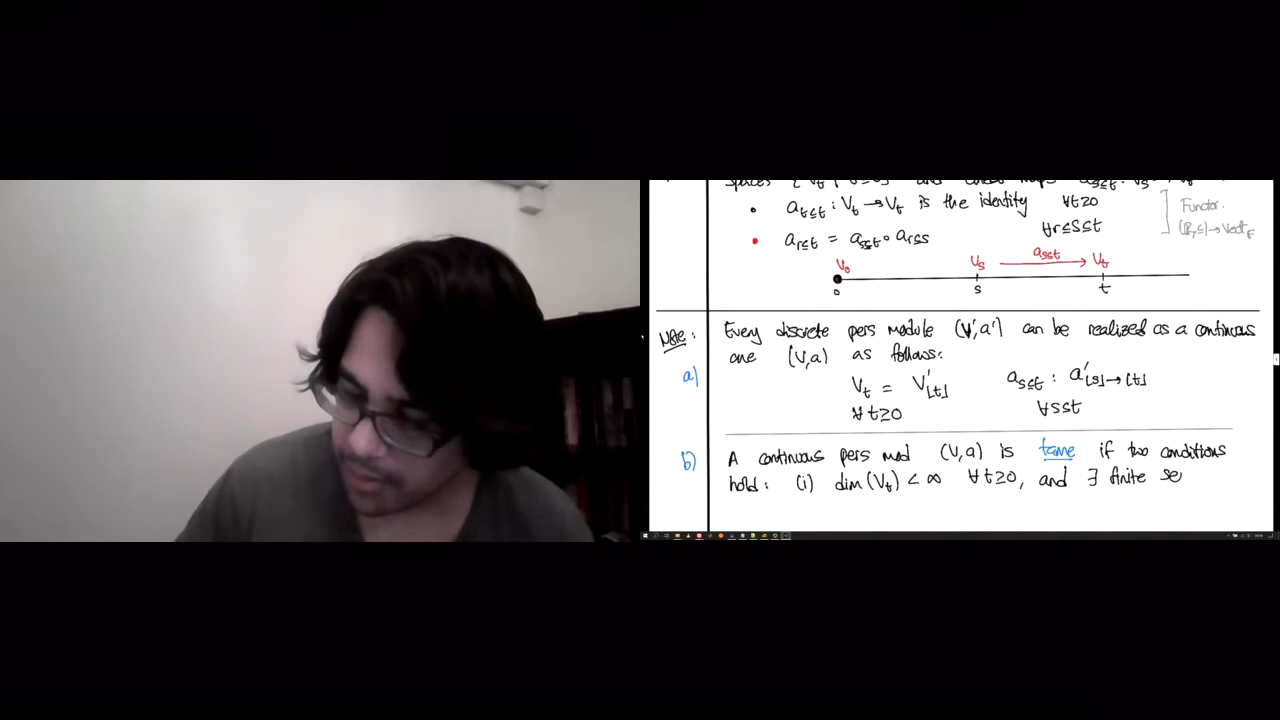 • a_{t≤t} : V_t → V_t is the identity ∀t≥0
• a_{r≤t} = a_{s≤t} ∘ a_{r≤s} ∀r≤s≤t
Functor.
(R,≤)→Vect_F
V_0 V_s a_{s≤t} V_t
0 s t
Note: Every discrete pers module (V',a') can be realized as a continuous
one (V,a) as follows:
a) V_t = V'_{⌊t⌋} a_{s≤t} : a'_{⌊s⌋→⌊t⌋}
∀t≥0 ∀s≤t
b) A continuous pers mod (V,a) is tame if two conditions
hold: (i) dim(V_t) < ∞ ∀t≥0, and ∃ finite se